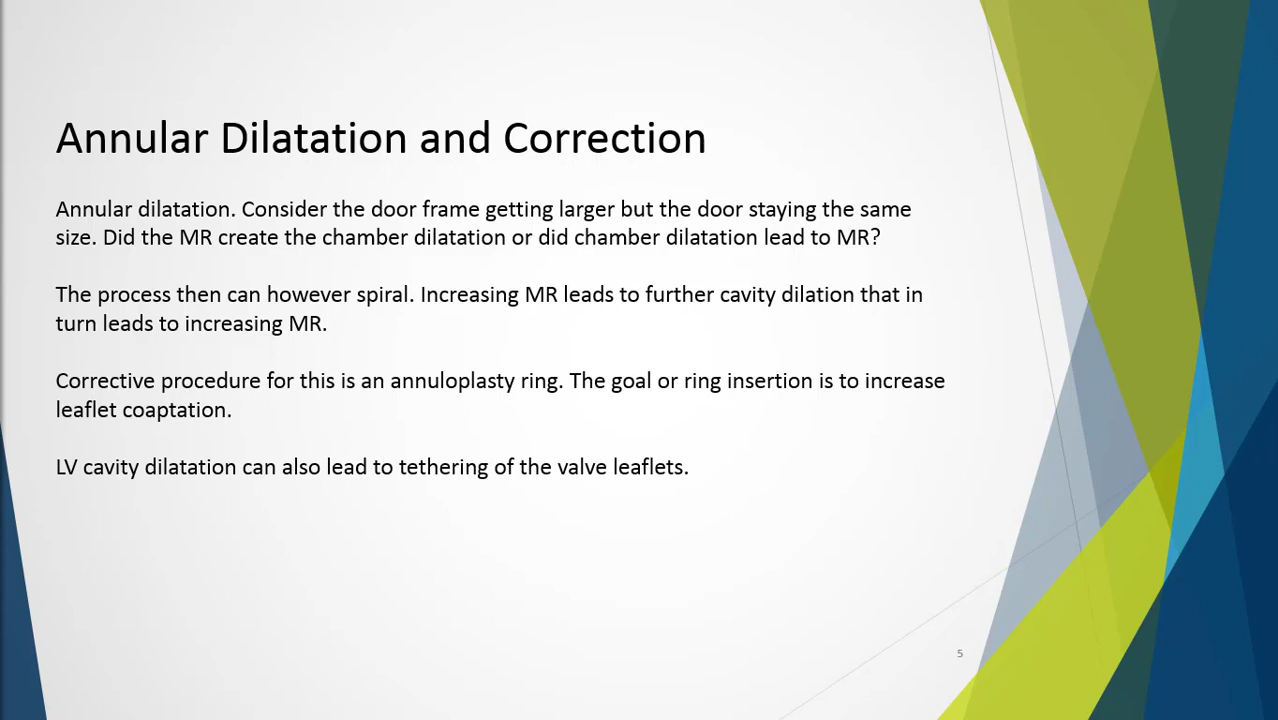 Annular Dilatation and Correction
Annular dilatation. Consider the door frame getting larger but the door staying the same
size. Did the MR create the chamber dilatation or did chamber dilatation lead to MR?
The process then can however spiral. Increasing MR leads to further cavity dilation that in
turn leads to increasing MR.
Corrective procedure for this is an annuloplasty ring. The goal or ring insertion is to increase
leaflet coaptation.
LV cavity dilatation can also lead to tethering of the valve leaflets.
5